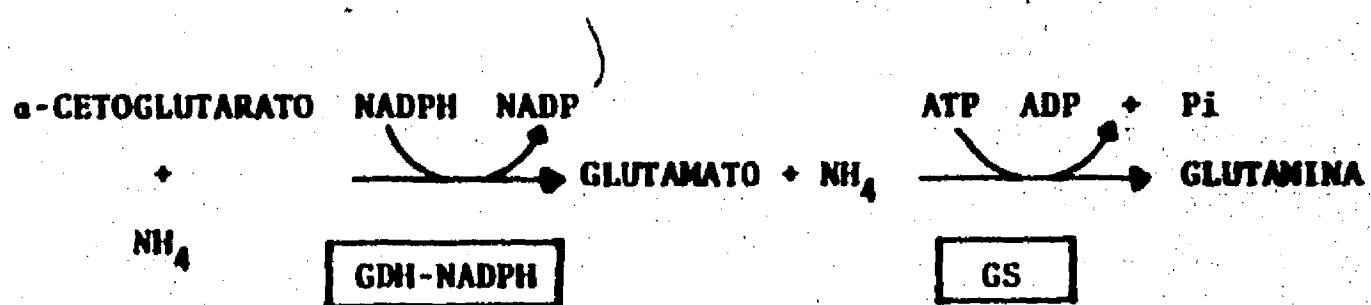 α-CETOGLUTARATO NADPH NADP ATP ADP + Pi
+ GLUTAMATO + NH₄ GLUTAMINA
NH₄
GDH-NADPH GS